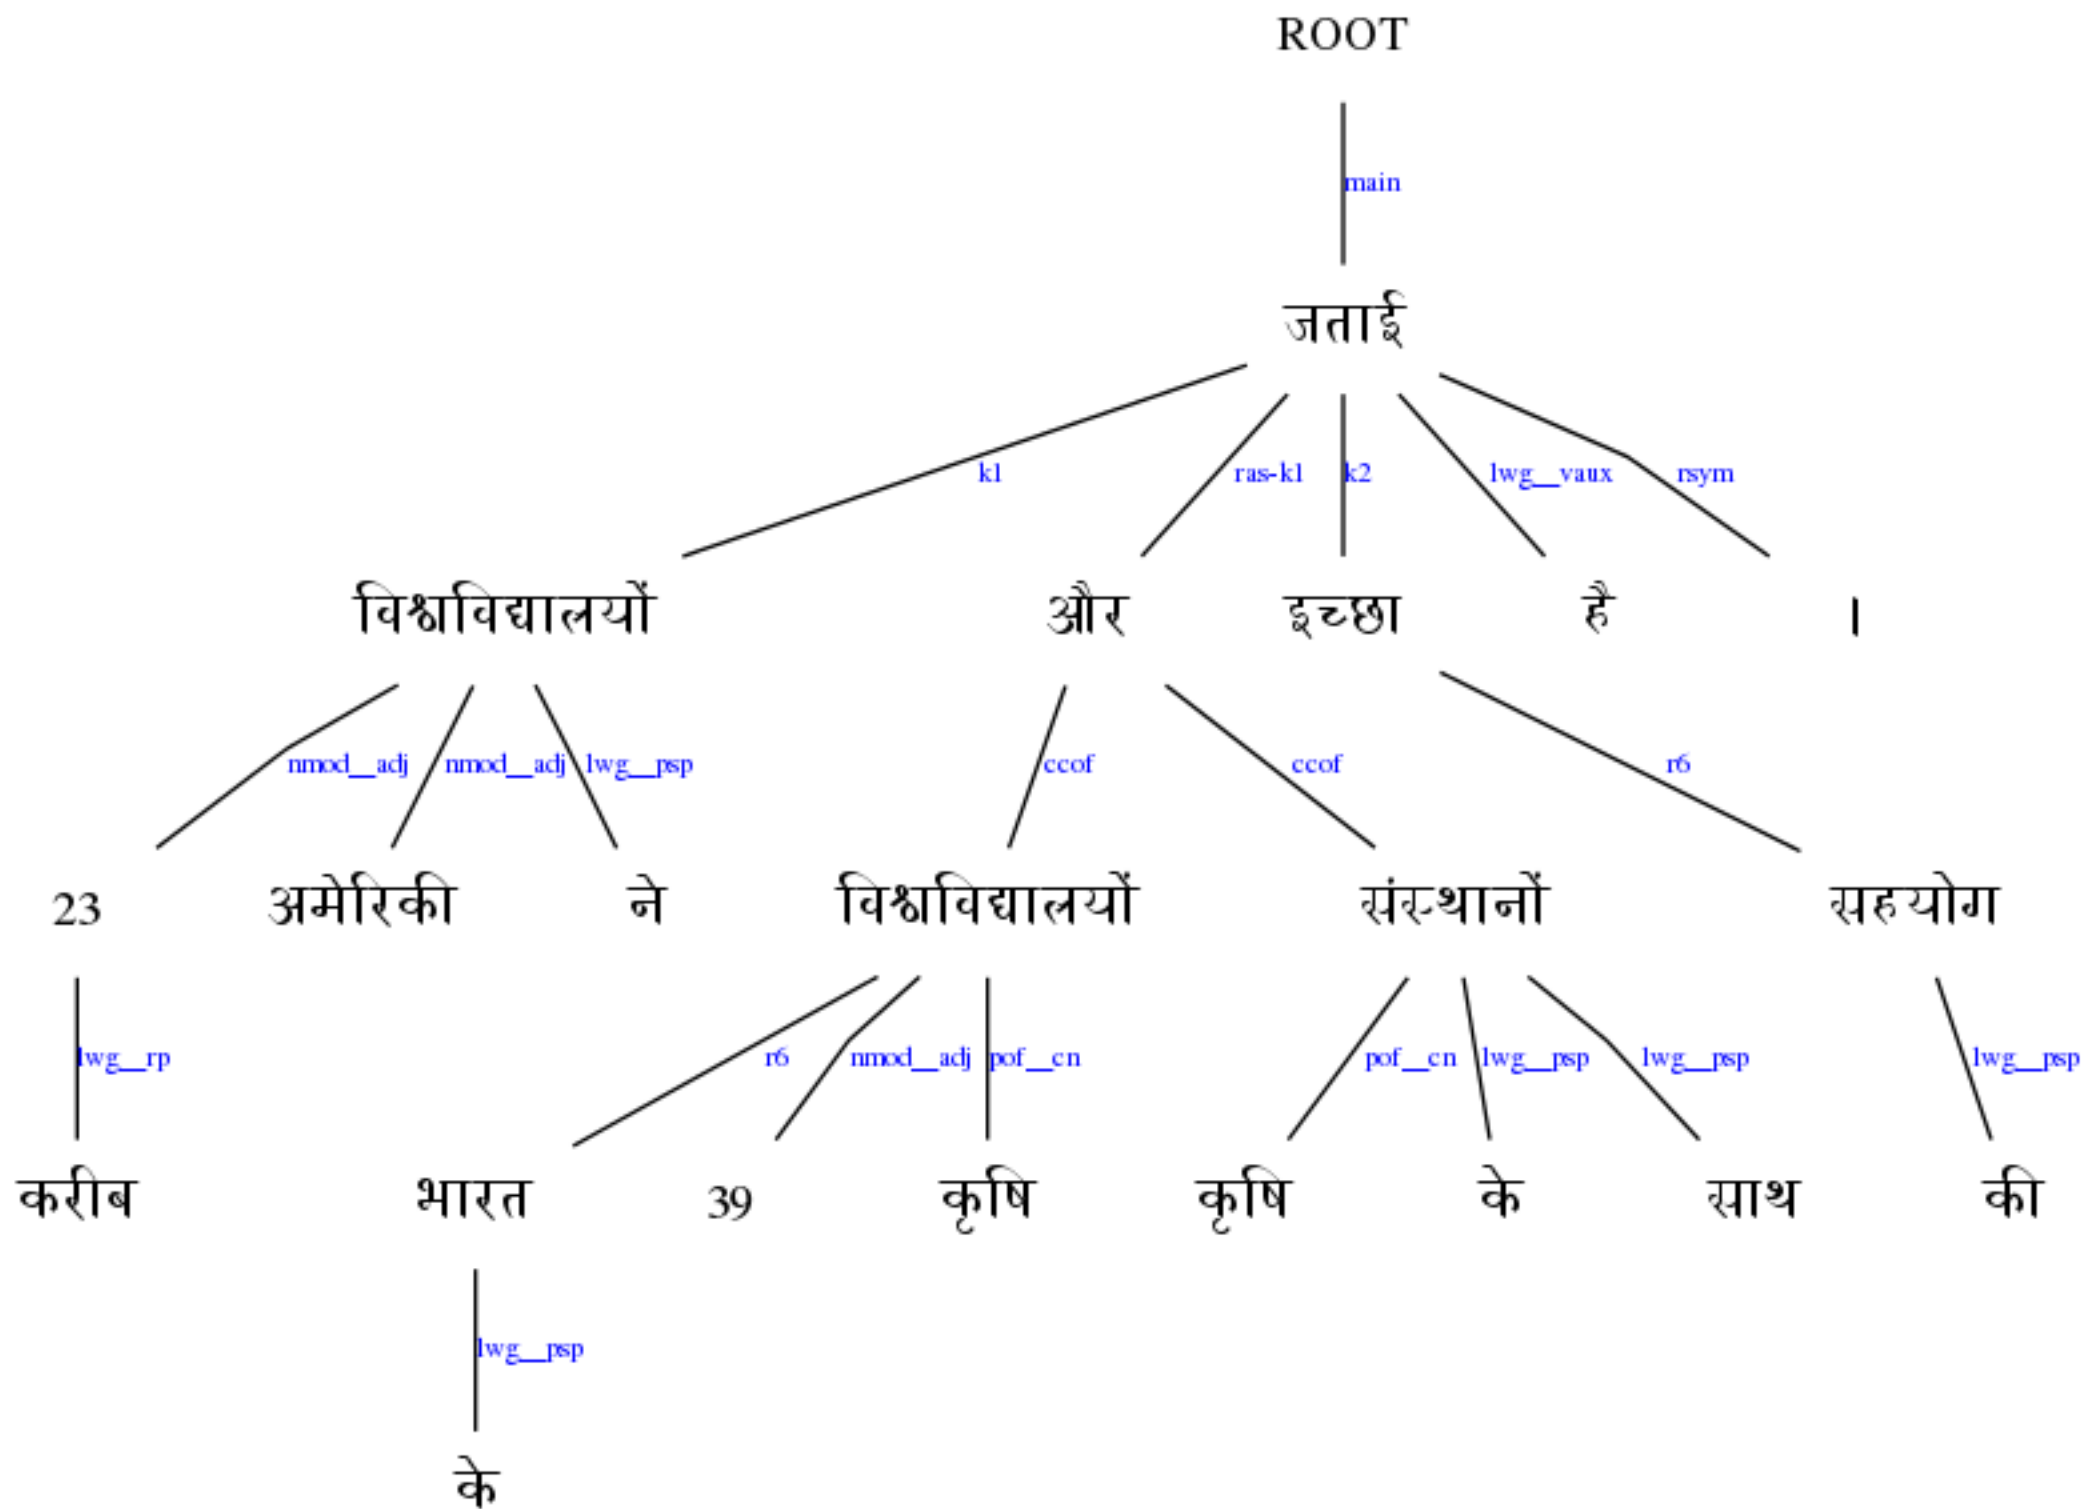 ROOT
main
जताई
k1 ras-k1 k2 lwg__vaux rsym
विश्वविद्यालयों और इच्छा है ।
nmod__adj nmod__adj lwg__psp ccof ccof r6
23 अमेरिकी ने विश्वविद्यालयों संस्थानों सहयोग
lwg__rp r6 nmod__adj pof__cn pof__cn lwg__psp lwg__psp lwg__psp
करीब भारत 39 कृषि कृषि के साथ की
lwg__psp
के